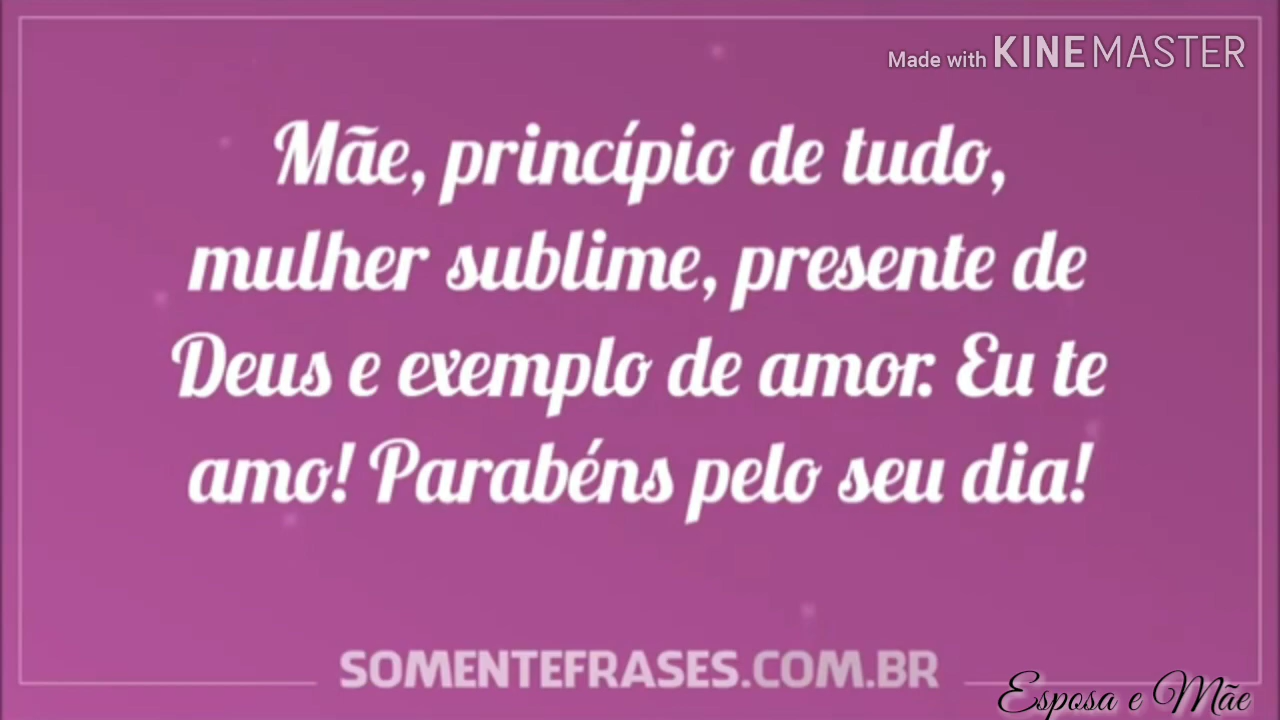 Made with KINEMASTER
Mãe, princípio de tudo,
mulher sublime, presente de
Deus e exemplo de amor. Eu te
amo! Parabéns pelo seu dia!
SOMENTEFRASES.COM.BR
Esposa e Mãe